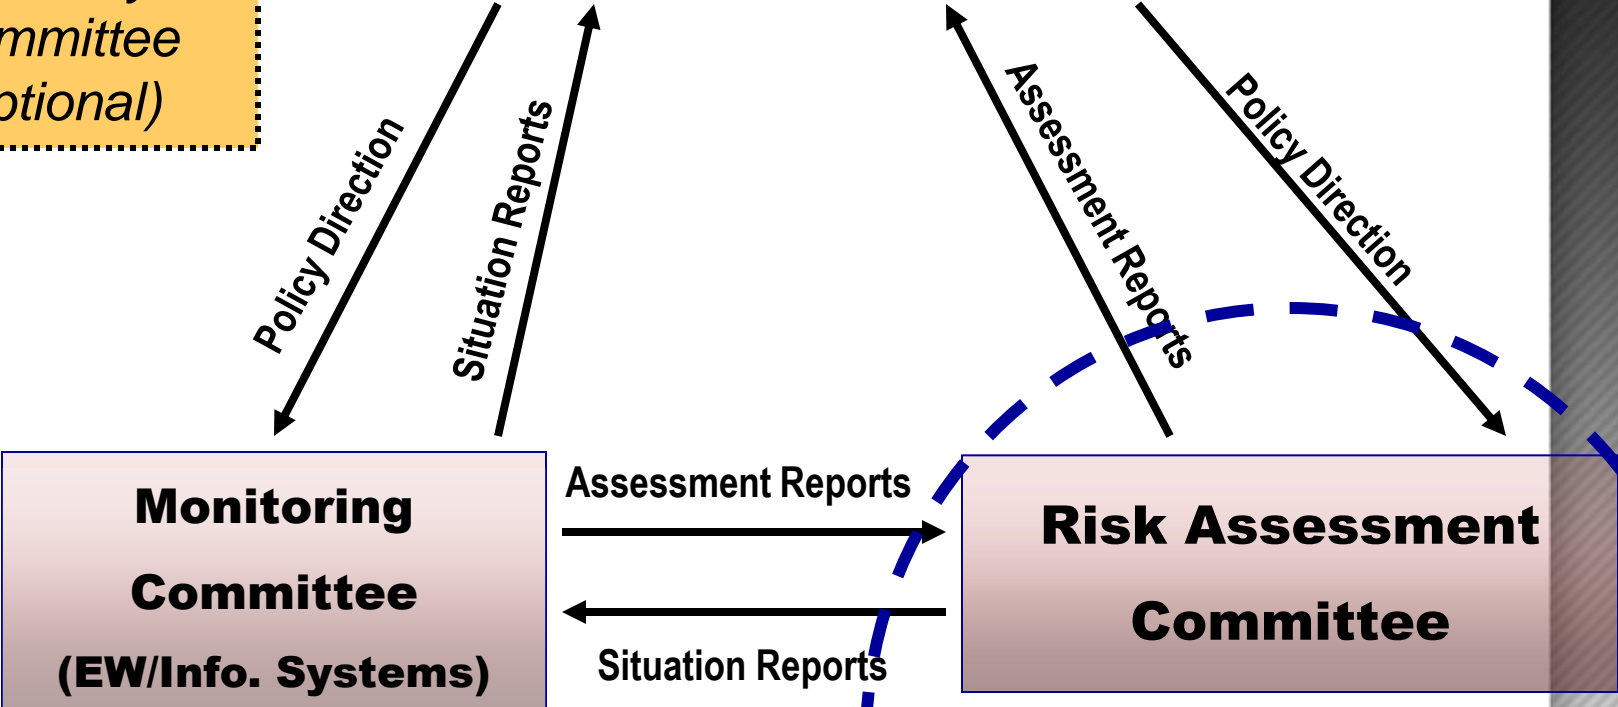 mmittee
ptional)
Policy Direction
Situation Reports
Assessment Reports
Policy Direction
Monitoring
Committee
(EW/Info. Systems)
Assessment Reports
Situation Reports
Risk Assessment
Committee